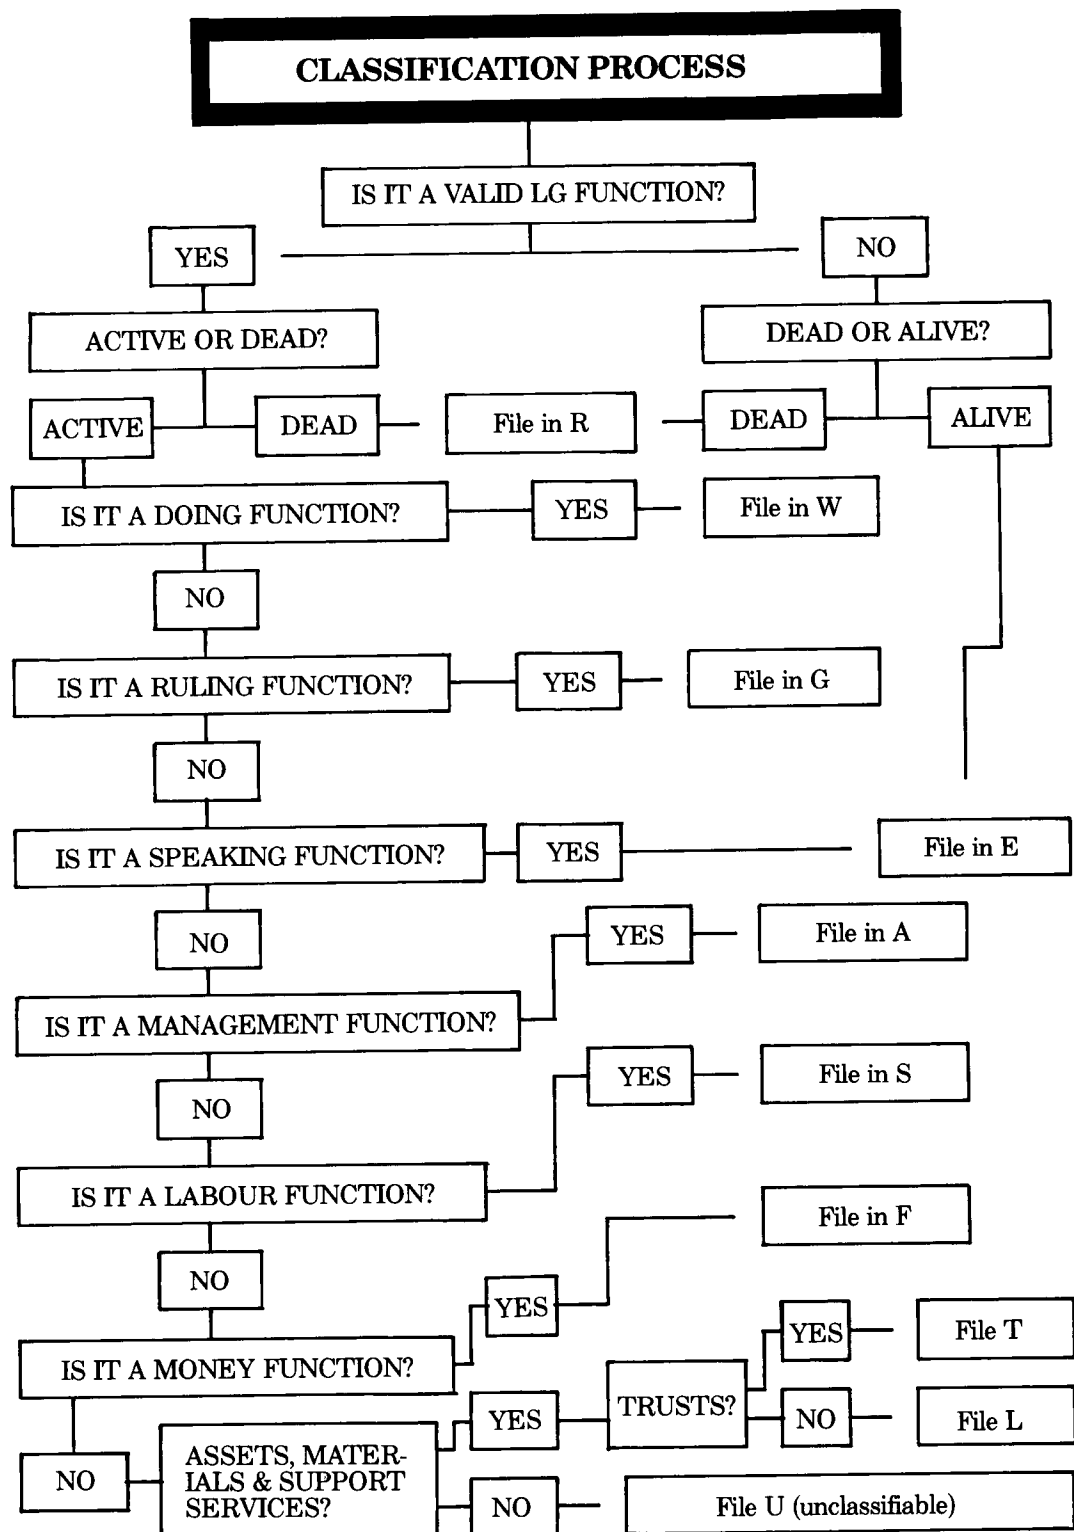 CLASSIFICATION PROCESS
IS IT A VALID LG FUNCTION?
YES
NO
ACTIVE OR DEAD?
DEAD OR ALIVE?
ACTIVE
DEAD
File in R
DEAD
ALIVE
IS IT A DOING FUNCTION?
YES
File in W
NO
IS IT A RULING FUNCTION?
YES
File in G
NO
IS IT A SPEAKING FUNCTION?
YES
File in E
NO
YES
File in A
IS IT A MANAGEMENT FUNCTION?
YES
File in S
NO
IS IT A LABOUR FUNCTION?
File in F
NO
YES
YES
File T
IS IT A MONEY FUNCTION?
TRUSTS?
YES
NO
File L
NO
ASSETS, MATER-
IALS & SUPPORT
SERVICES?
NO
File U (unclassifiable)